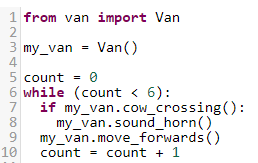 1 from van import Van
2
3 my_van = Van()
4
5 count = 0
6 while (count < 6):
7   if my_van.cow_crossing():
8     my_van.sound_horn()
9   my_van.move_forwards()
10   count = count + 1